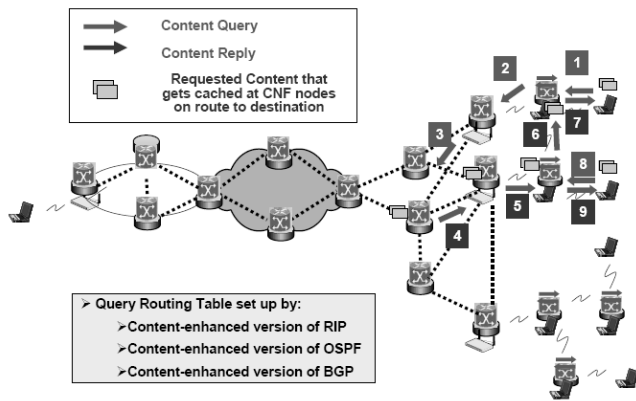 Content Query
Content Reply
Requested Content that
gets cached at CNF nodes
on route to destination
1
2
3
6
7
8
4
5
9
➢ Query Routing Table set up by:
➢Content-enhanced version of RIP
➢Content-enhanced version of OSPF
➢Content-enhanced version of BGP